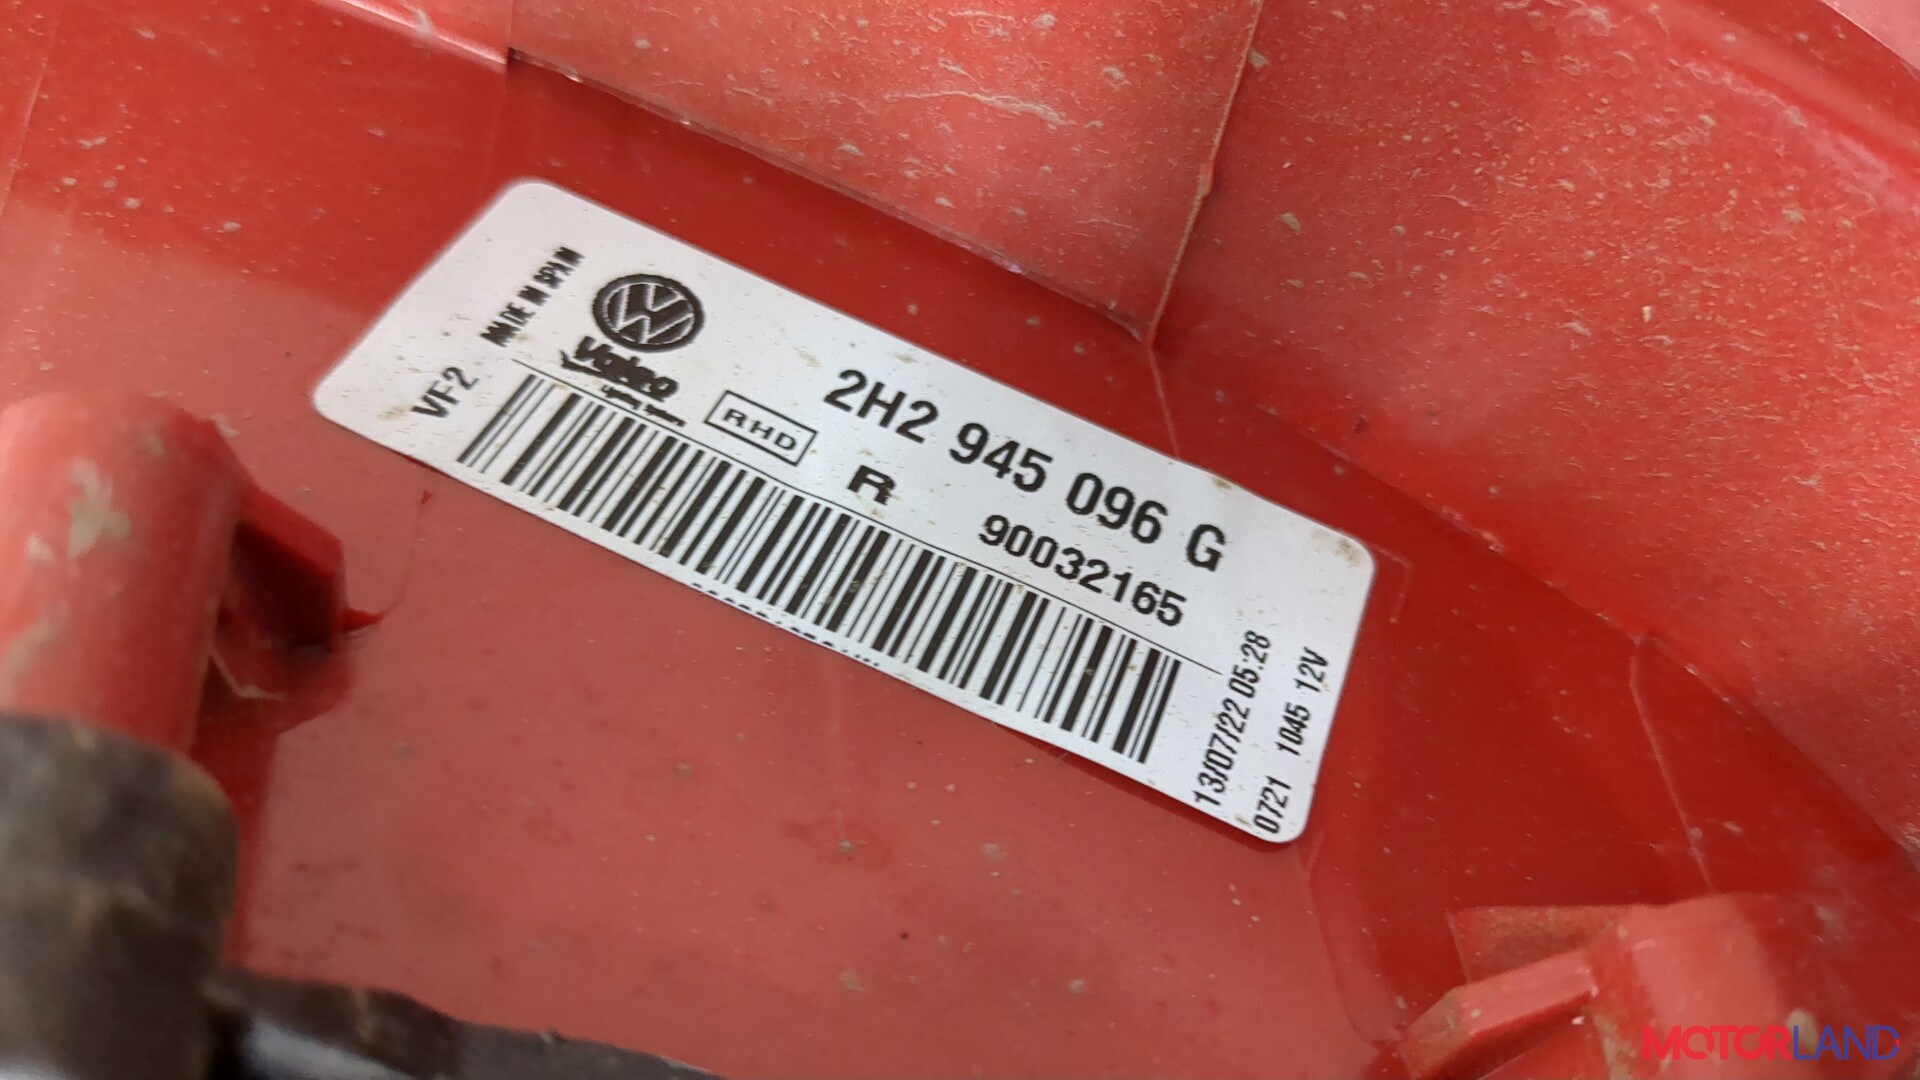 MADE IN SPAIN
VF2
Valeo
RHD
2H2 945 096 G
R
90032165
13/07/22 05:28
0721 1045 12V
MOTORLAND